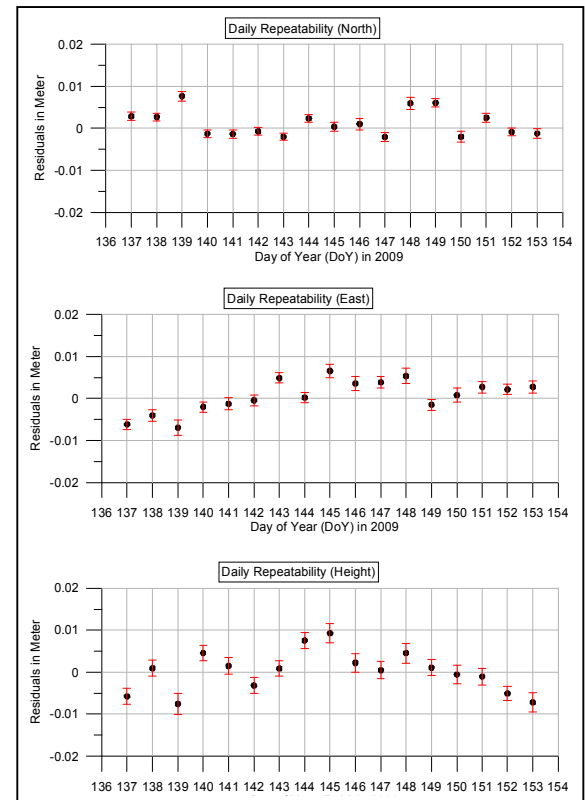 Daily Repeatability (North)
0.02
0.01
0
-0.01
-0.02
Residuals in Meter
136 137 138 139 140 141 142 143 144 145 146 147 148 149 150 151 152 153 154
Day of Year (DoY) in 2009
Daily Repeatability (East)
0.02
0.01
0
-0.01
-0.02
Residuals in Meter
136 137 138 139 140 141 142 143 144 145 146 147 148 149 150 151 152 153 154
Day of Year (DoY) in 2009
Daily Repeatability (Height)
0.02
0.01
0
-0.01
-0.02
Residuals in Meter
136 137 138 139 140 141 142 143 144 145 146 147 148 149 150 151 152 153 154